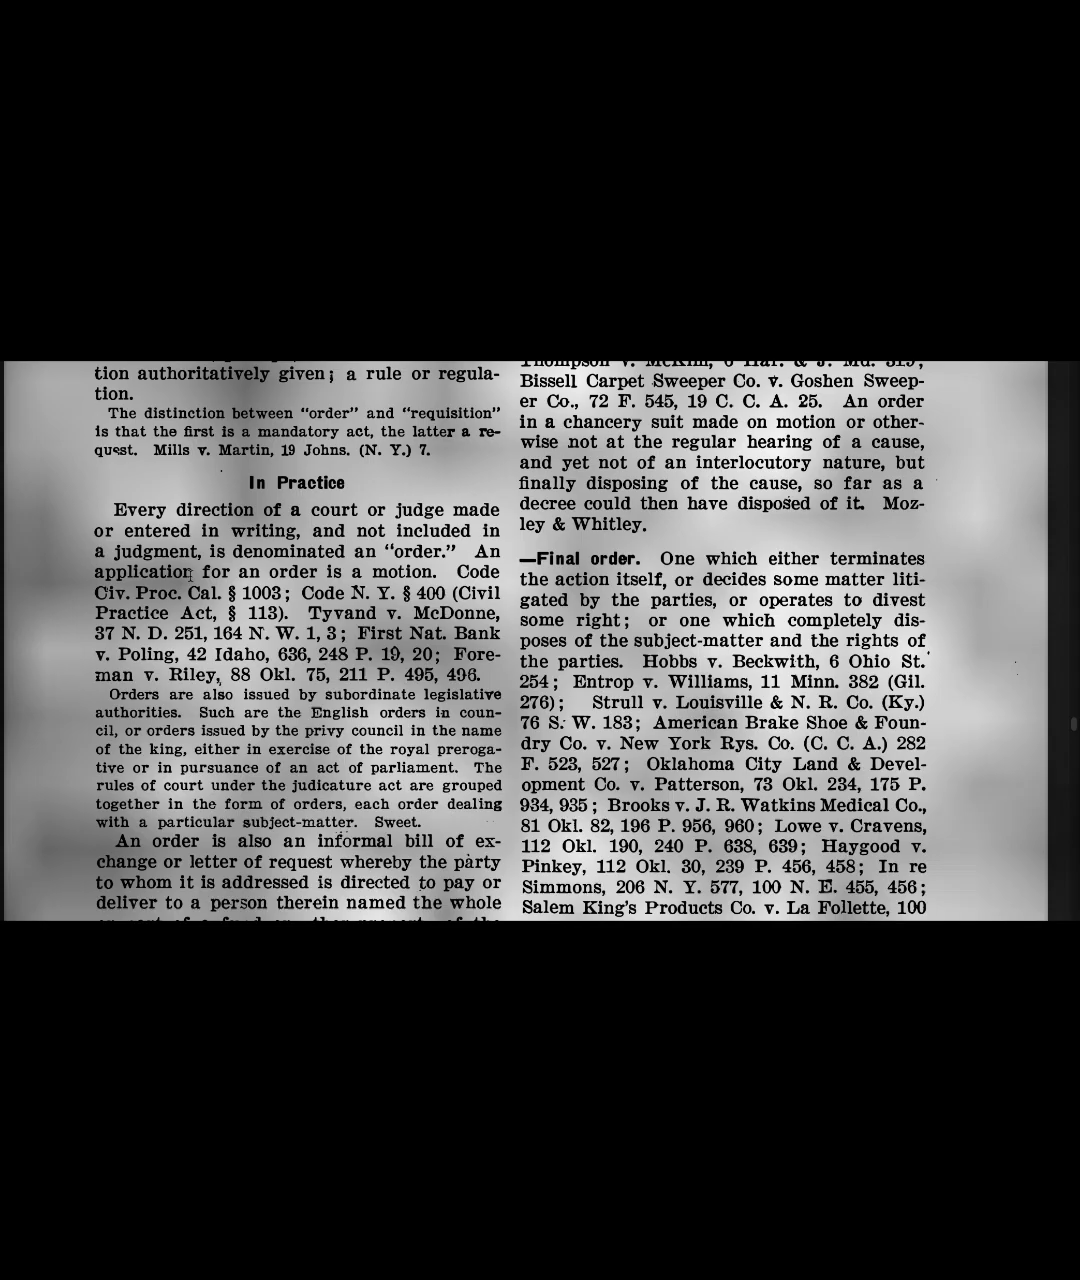 tion authoritatively given; a rule or regula-
tion.
The distinction between "order" and "requisition"
is that the first is a mandatory act, the latter a re-
quest. Mills v. Martin, 19 Johns. (N. Y.) 7.
In Practice
Every direction of a court or judge made
or entered in writing, and not included in
a judgment, is denominated an "order." An
application for an order is a motion. Code
Civ. Proc. Cal. § 1003; Code N. Y. § 400 (Civil
Practice Act, § 113). Tyvand v. McDonne,
37 N. D. 251, 164 N. W. 1, 3; First Nat. Bank
v. Poling, 42 Idaho, 636, 248 P. 19, 20; Fore-
man v. Riley, 88 Okl. 75, 211 P. 495, 496.
Orders are also issued by subordinate legislative
authorities. Such are the English orders in coun-
cil, or orders issued by the privy council in the name
of the king, either in exercise of the royal preroga-
tive or in pursuance of an act of parliament. The
rules of court under the judicature act are grouped
together in the form of orders, each order dealing
with a particular subject-matter. Sweet.
An order is also an informal bill of ex-
change or letter of request whereby the party
to whom it is addressed is directed to pay or
deliver to a person therein named the whole
Thompson v. McKim, 6 Har. & J. Md. 319;
Bissell Carpet Sweeper Co. v. Goshen Sweep-
er Co., 72 F. 545, 19 C. C. A. 25. An order
in a chancery suit made on motion or other-
wise not at the regular hearing of a cause,
and yet not of an interlocutory nature, but
finally disposing of the cause, so far as a
decree could then have disposed of it. Moz-
ley & Whitley.
—Final order. One which either terminates
the action itself, or decides some matter liti-
gated by the parties, or operates to divest
some right; or one which completely dis-
poses of the subject-matter and the rights of
the parties. Hobbs v. Beckwith, 6 Ohio St.
254; Entrop v. Williams, 11 Minn. 382 (Gil.
276); Strull v. Louisville & N. R. Co. (Ky.)
76 S. W. 183; American Brake Shoe & Foun-
dry Co. v. New York Rys. Co. (C. C. A.) 282
F. 523, 527; Oklahoma City Land & Devel-
opment Co. v. Patterson, 73 Okl. 234, 175 P.
934, 935; Brooks v. J. R. Watkins Medical Co.,
81 Okl. 82, 196 P. 956, 960; Lowe v. Cravens,
112 Okl. 190, 240 P. 638, 639; Haygood v.
Pinkey, 112 Okl. 30, 239 P. 456, 458; In re
Simmons, 206 N. Y. 577, 100 N. E. 455, 456;
Salem King's Products Co. v. La Follette, 100